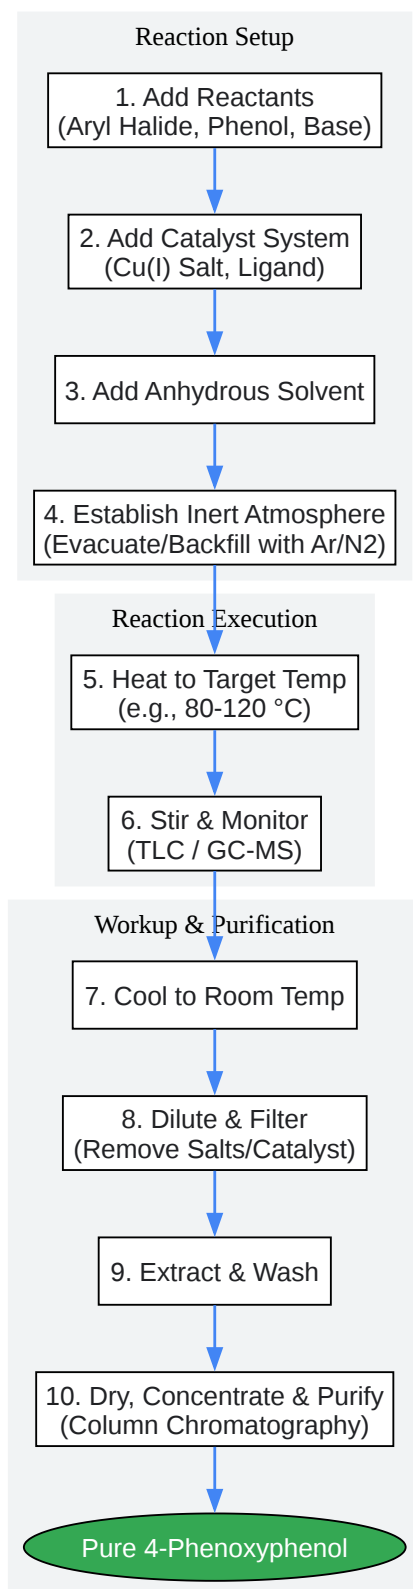 Reaction Setup
1. Add Reactants
(Aryl Halide, Phenol, Base)
2. Add Catalyst System
(Cu(I) Salt, Ligand)
3. Add Anhydrous Solvent
4. Establish Inert Atmosphere
(Evacuate/Backfill with Ar/N2)
Reaction Execution
5. Heat to Target Temp
(e.g., 80-120 °C)
6. Stir & Monitor
(TLC / GC-MS)
Workup & Purification
7. Cool to Room Temp
8. Dilute & Filter
(Remove Salts/Catalyst)
9. Extract & Wash
10. Dry, Concentrate & Purify
(Column Chromatography)
Pure 4-Phenoxyphenol